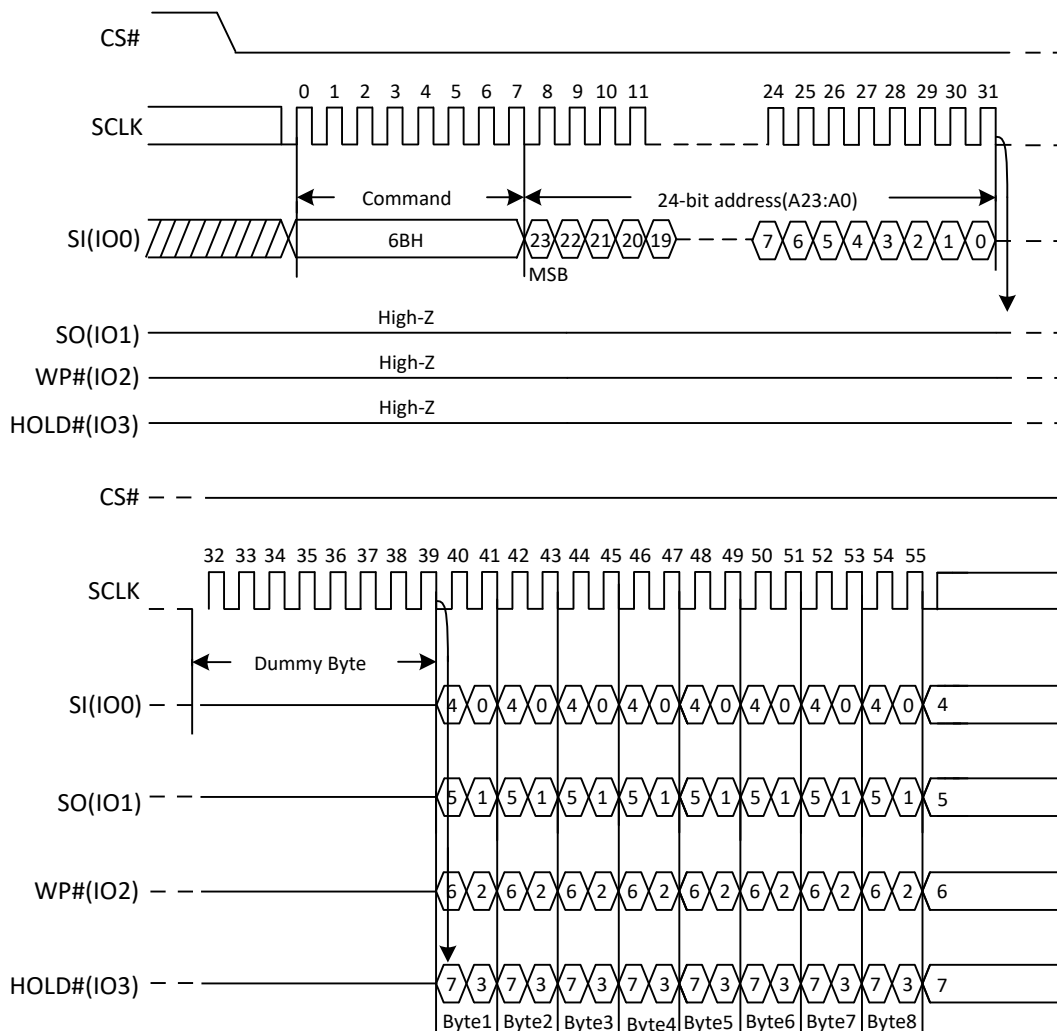 CS#
0 1 2 3 4 5 6 7 8 9 10 11 24 25 26 27 28 29 30 31
SCLK
Command 24-bit address(A23:A0)
SI(IO0) 6BH 23 22 21 20 19 7 6 5 4 3 2 1 0
MSB
High-Z
SO(IO1)
High-Z
WP#(IO2)
High-Z
HOLD#(IO3)
CS#
32 33 34 35 36 37 38 39 40 41 42 43 44 45 46 47 48 49 50 51 52 53 54 55
SCLK
Dummy Byte
SI(IO0) 4 0 4 0 4 0 4 0 4 0 4 0 4 0 4 0 4
SO(IO1) 5 1 5 1 5 1 5 1 5 1 5 1 5 1 5 1 5
WP#(IO2) 6 2 6 2 6 2 6 2 6 2 6 2 6 2 6 2 6
HOLD#(IO3) 7 3 7 3 7 3 7 3 7 3 7 3 7 3 7 3 7
Byte1 Byte2 Byte3 Byte4 Byte5 Byte6 Byte7 Byte8